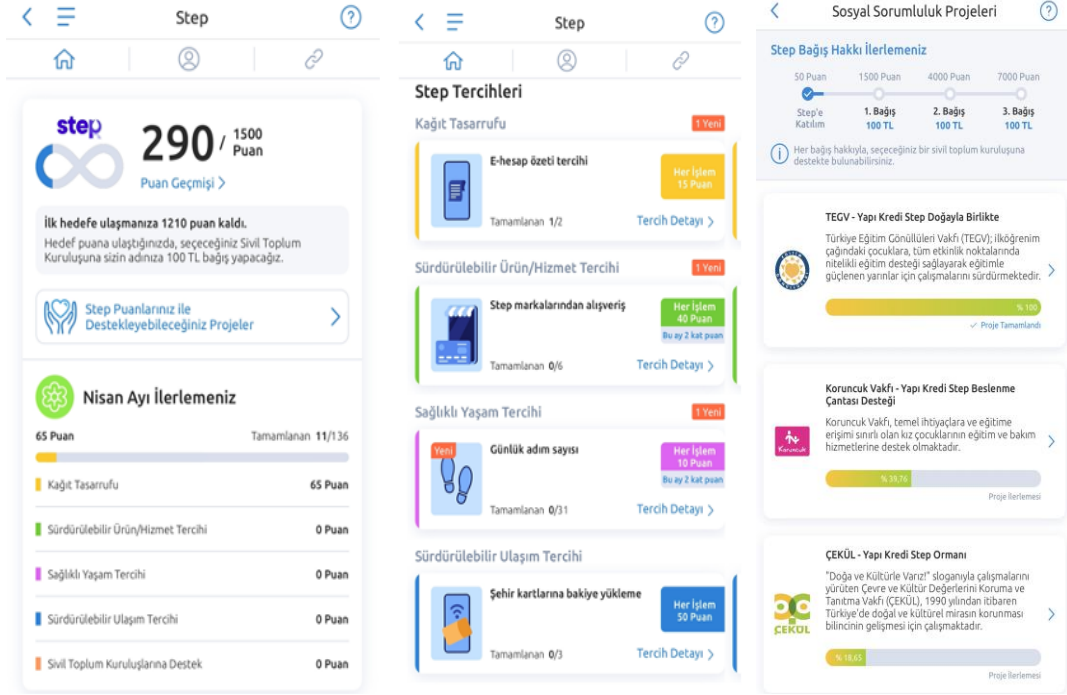 Step
step
290 / 1500
Puan
Puan Geçmişi >
İlk hedefe ulaşmanıza 1210 puan kaldı.
Hedef puana ulaştığınızda, seçeceğiniz Sivil Toplum
Kuruluşuna sizin adınıza 100 TL bağış yapacağız.
Step Puanlarınız ile
Destekleyebileceğiniz Projeler
Nisan Ayı İlerlemeniz
65 Puan Tamamlanan 11/136
Kağıt Tasarrufu 65 Puan
Sürdürülebilir Ürün/Hizmet Tercihi 0 Puan
Sağlıklı Yaşam Tercihi 0 Puan
Sürdürülebilir Ulaşım Tercihi 0 Puan
Sivil Toplum Kuruluşlarına Destek 0 Puan
Step
Step Tercihleri
Kağıt Tasarrufu 1 Yeni
E-hesap özeti tercihi
Her İşlem
15 Puan
Tamamlanan 1/2 Tercih Detayı >
Sürdürülebilir Ürün/Hizmet Tercihi 1 Yeni
Step markalarından alışveriş
Her İşlem
40 Puan
Bu ay 2 kat puan
Tamamlanan 0/6 Tercih Detayı >
Sağlıklı Yaşam Tercihi 1 Yeni
Yeni
Günlük adım sayısı
Her İşlem
10 Puan
Bu ay 2 kat puan
Tamamlanan 0/31 Tercih Detayı >
Sürdürülebilir Ulaşım Tercihi
Şehir kartlarına bakiye yükleme
Her İşlem
50 Puan
Tamamlanan 0/3 Tercih Detayı >
Sosyal Sorumluluk Projeleri
Step Bağış Hakkı İlerlemeniz
50 Puan 1500 Puan 4000 Puan 7000 Puan
Step'e
Katılım
1. Bağış
100 TL
2. Bağış
100 TL
3. Bağış
100 TL
Her bağış hakkıyla, seçeceğiniz bir sivil toplum kuruluşuna
destekte bulunabilirsiniz.
TEGV - Yapı Kredi Step Doğayla Birlikte
Türkiye Eğitim Gönüllüleri Vakfı (TEGV); ilköğrenim
çağındaki çocuklara, tüm etkinlik noktalarında
nitelikli eğitim desteği sağlayarak eğitimle
güçlenen yarınlar için çalışmalarını sürdürmektedir.
% 100
Proje Tamamlandı
Koruncuk Vakfı - Yapı Kredi Step Beslenme
Çantası Desteği
Koruncuk Vakfı, temel ihtiyaçlara ve eğitime
erişimi sınırlı olan kız çocuklarının eğitim ve bakım
hizmetlerine destek olmaktadır.
Koruncuk
% 39,76
Proje İlerlemesi
ÇEKÜL - Yapı Kredi Step Ormanı
"Doğa ve Kültürle Varız!" sloganıyla çalışmalarını
yürüten Çevre ve Kültür Değerlerini Koruma ve
Tanıtma Vakfı (ÇEKÜL), 1990 yılından itibaren
Türkiye'de doğal ve kültürel mirasın korunması
bilincinin gelişmesi için çalışmaktadır.
ÇEKÜL
% 18,65
Proje İlerlemesi